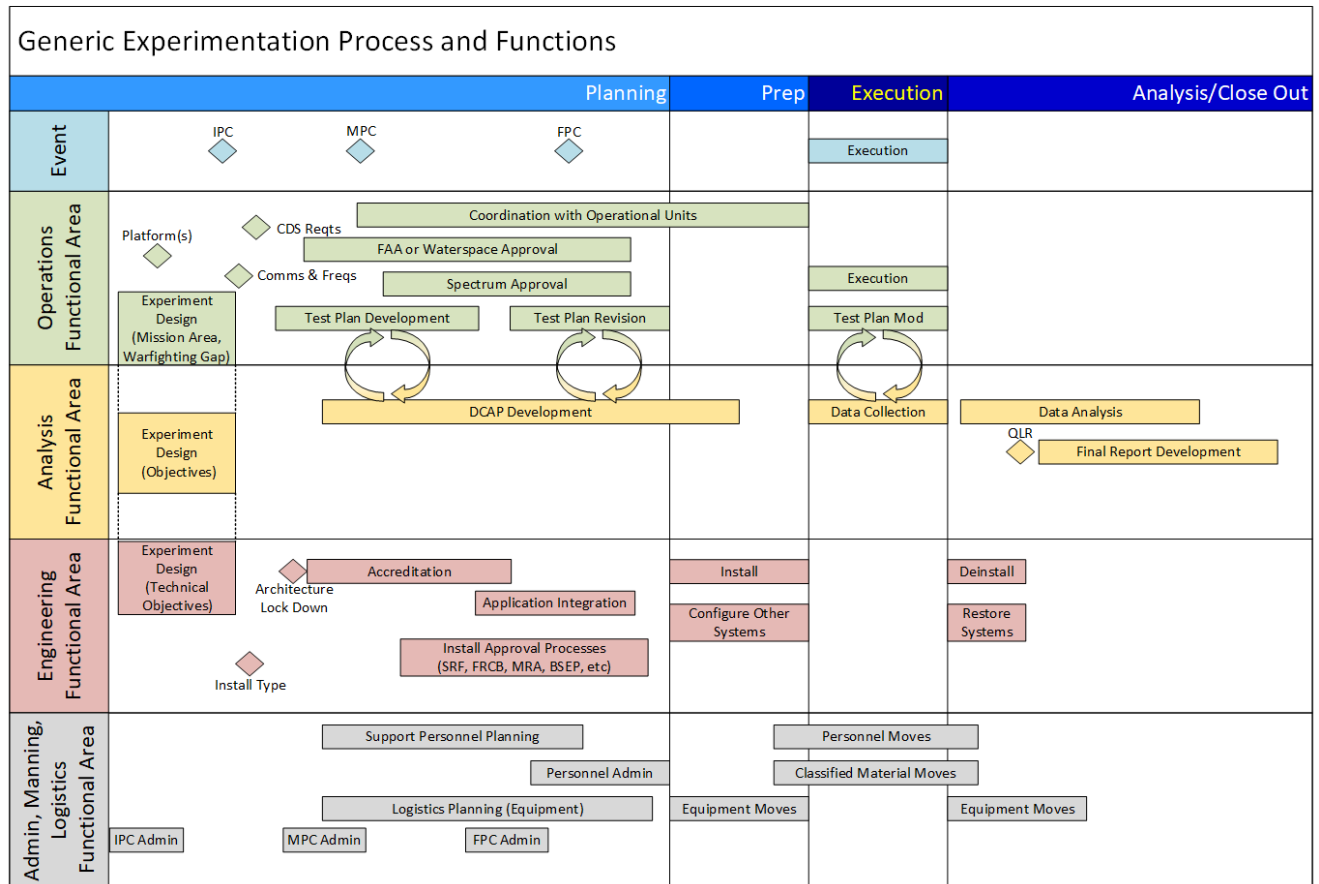 Generic Experimentation Process and Functions
Planning
Prep
Execution
Analysis/Close Out
Event
IPC
MPC
FPC
Execution
Operations
Functional Area
Platform(s)
CDS Reqts
Comms & Freqs
Coordination with Operational Units
FAA or Waterspace Approval
Spectrum Approval
Execution
Experiment
Design
(Mission Area,
Warfighting Gap)
Test Plan Development
Test Plan Revision
Test Plan Mod
Analysis
Functional Area
Experiment
Design
(Objectives)
DCAP Development
Data Collection
Data Analysis
QLR
Final Report Development
Engineering
Functional Area
Experiment
Design
(Technical
Objectives)
Architecture
Lock Down
Accreditation
Install
Deinstall
Application Integration
Configure Other
Systems
Restore
Systems
Install Approval Processes
(SRF, FRCB, MRA, BSEP, etc)
Install Type
Admin, Manning,
Logistics
Functional Area
Support Personnel Planning
Personnel Moves
Personnel Admin
Classified Material Moves
Logistics Planning (Equipment)
Equipment Moves
Equipment Moves
IPC Admin
MPC Admin
FPC Admin